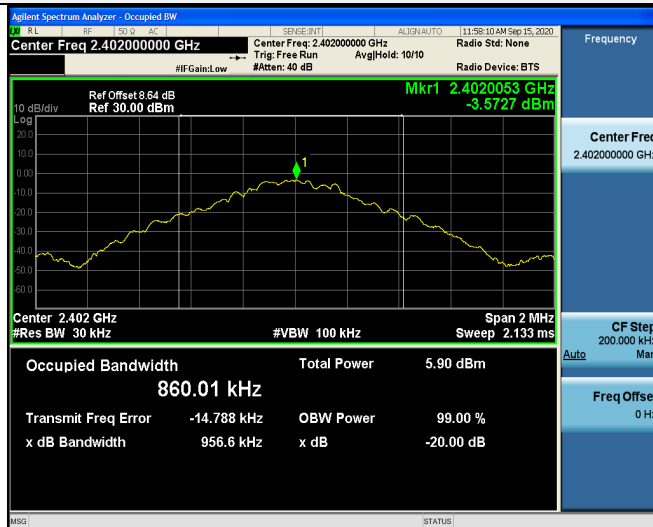 Agilent Spectrum Analyzer - Occupied BW
RL RF 50 Ω AC SENSE:INT ALIGN AUTO 11:58:10 AM Sep 15, 2020
Center Freq 2.402000000 GHz
Center Freq: 2.402000000 GHz Radio Std: None
Trig: Free Run Avg|Hold: 10/10
#IFGain:Low #Atten: 40 dB Radio Device: BTS
Frequency
Mkr1 2.4020053 GHz
-3.5727 dBm
Ref Offset 8.64 dB
10 dB/div Ref 30.00 dBm
Log
20.0
10.0
0.00
-10.0
-20.0
-30.0
-40.0
-50.0
-60.0
1
Center 2.402 GHz Span 2 MHz
#Res BW 30 kHz #VBW 100 kHz Sweep 2.133 ms
Occupied Bandwidth Total Power 5.90 dBm
860.01 kHz
Transmit Freq Error -14.788 kHz OBW Power 99.00 %
x dB Bandwidth 956.6 kHz x dB -20.00 dB
Center Freq
2.402000000 GHz
CF Step
200.000 kHz
Auto Man
Freq Offse
0 Hz
MSG STATUS